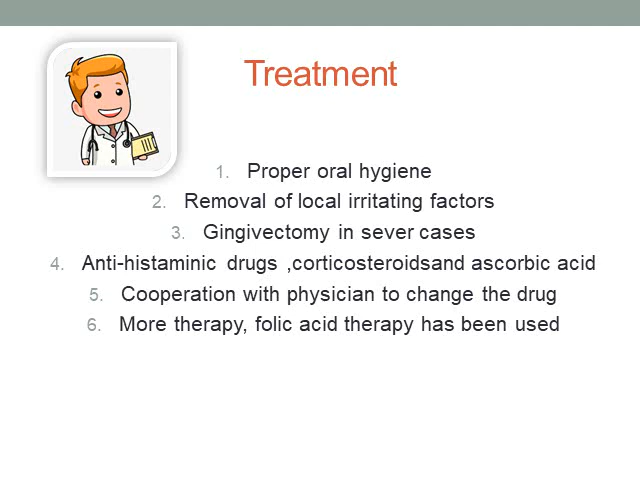 Treatment
1. Proper oral hygiene
2. Removal of local irritating factors
3. Gingivectomy in sever cases
4. Anti-histaminic drugs ,corticosteroidsand ascorbic acid
5. Cooperation with physician to change the drug
6. More therapy, folic acid therapy has been used